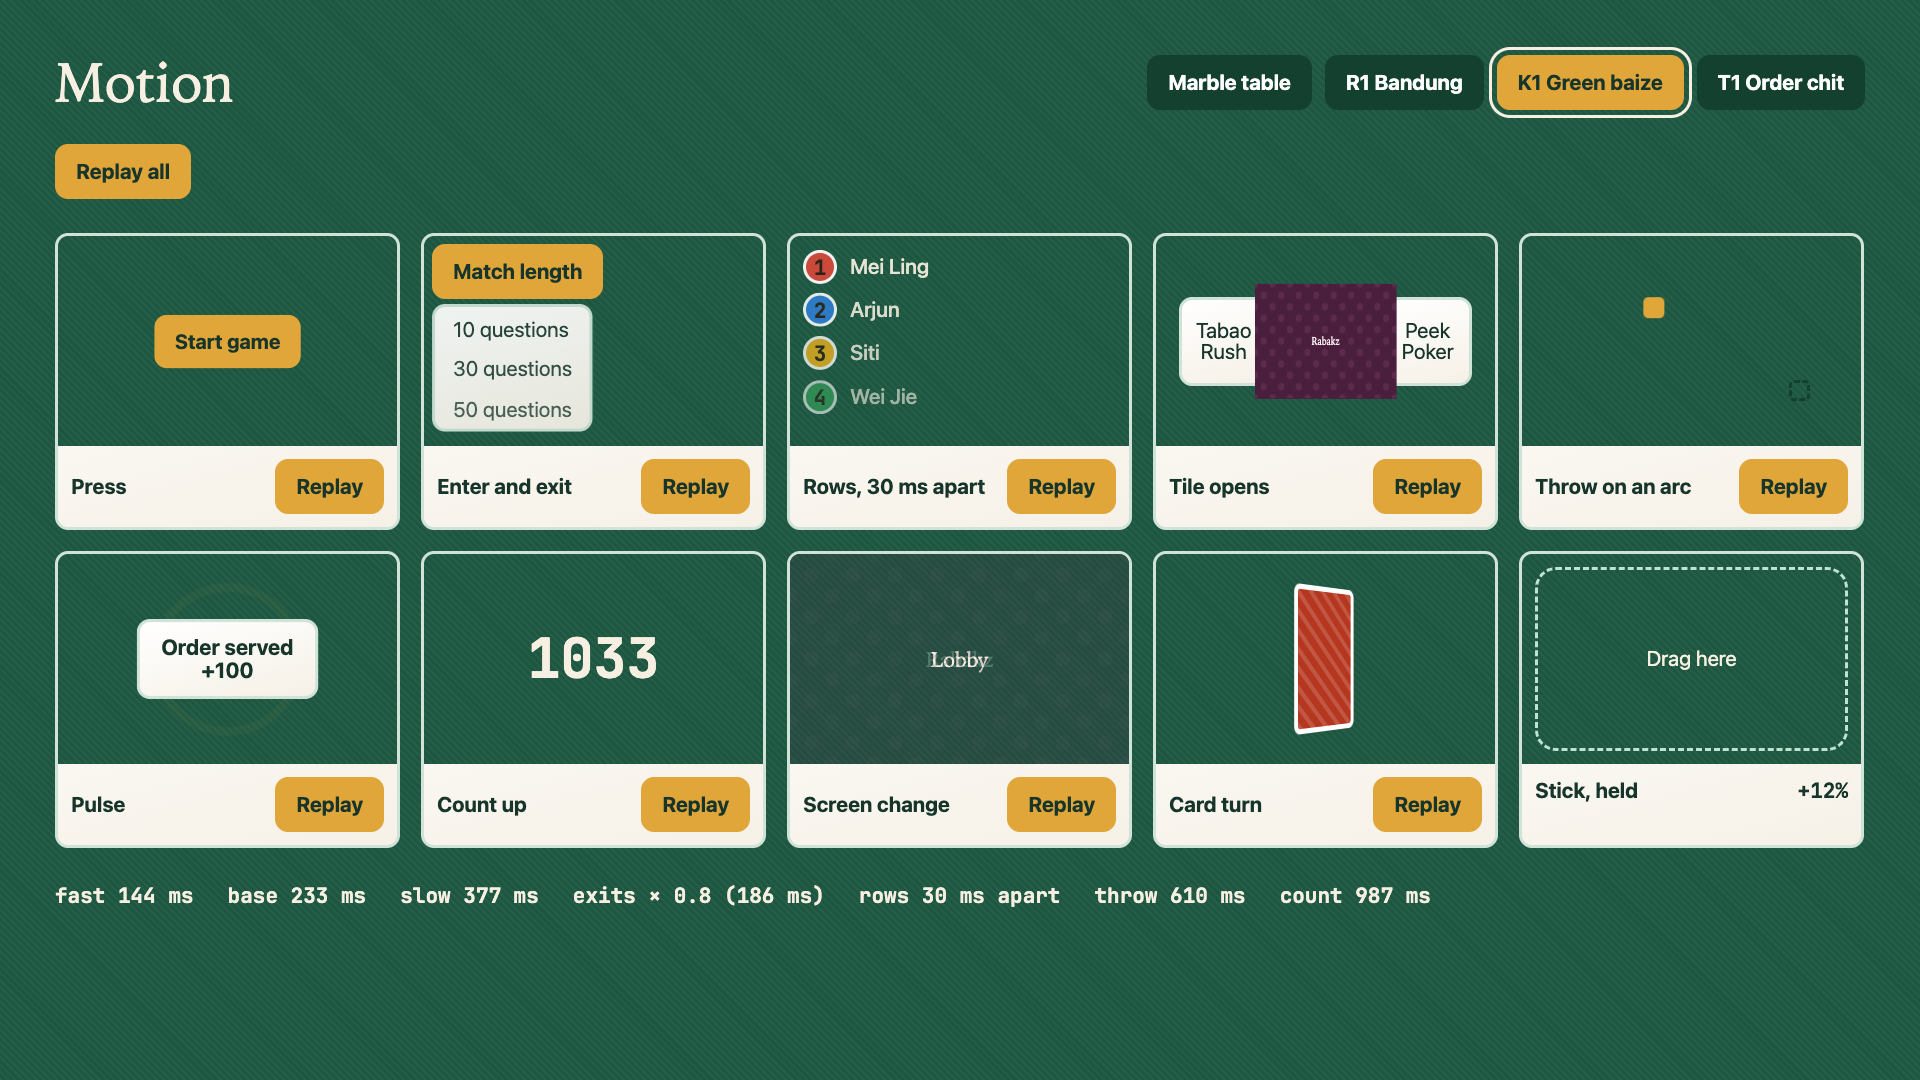 Motion
Marble table
R1 Bandung
K1 Green baize
T1 Order chit
Replay all
Start game
Press
Replay
Match length
10 questions
30 questions
50 questions
Enter and exit
Replay
1 Mei Ling
2 Arjun
3 Siti
4 Wei Jie
Rows, 30 ms apart
Replay
Tabao
Rush
Rabakz
Peek
Poker
Tile opens
Replay
Throw on an arc
Replay
Order served
+100
Pulse
Replay
1033
Count up
Replay
Lobby
Screen change
Replay
Card turn
Replay
Drag here
Stick, held
+12%
fast 144 ms
base 233 ms
slow 377 ms
exits × 0.8 (186 ms)
rows 30 ms apart
throw 610 ms
count 987 ms